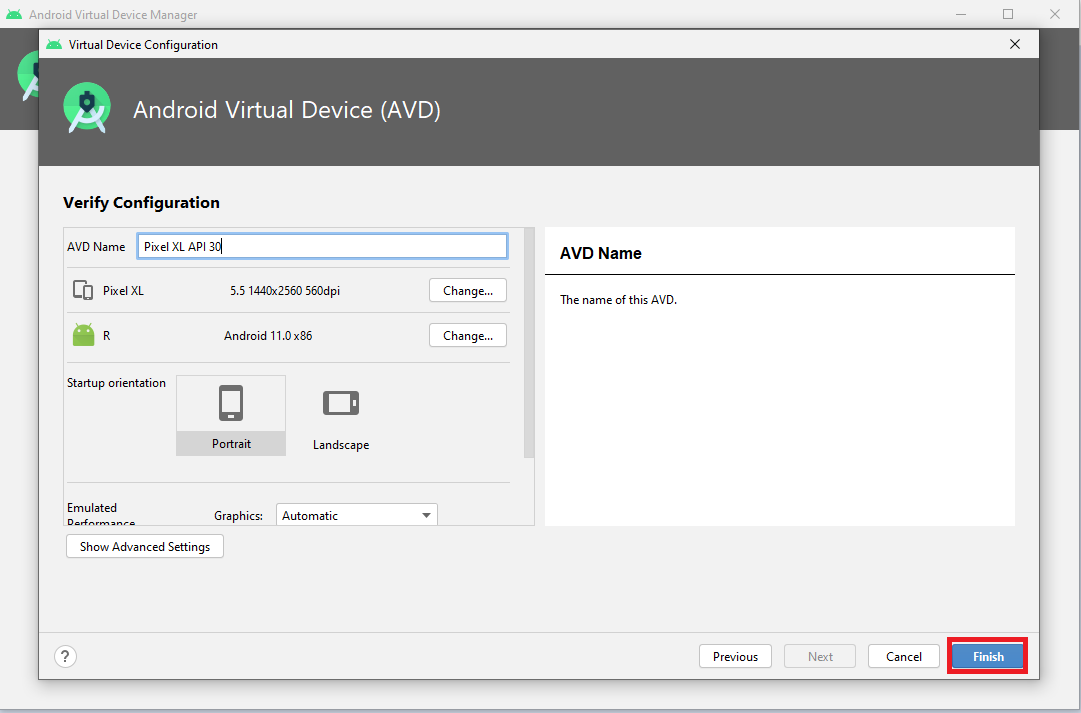 Android Virtual Device Manager
Virtual Device Configuration
Android Virtual Device (AVD)
Verify Configuration
AVD Name Pixel XL API 30
Pixel XL 5.5 1440x2560 560dpi Change...
R Android 11.0 x86 Change...
Startup orientation
Portrait
Landscape
Emulated
Performance
Graphics: Automatic
Show Advanced Settings
AVD Name
The name of this AVD.
? Previous Next Cancel Finish